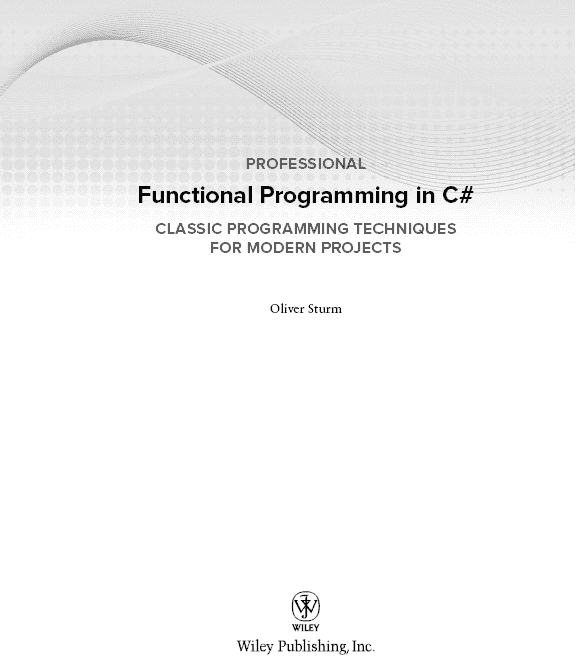 PROFESSIONAL
Functional Programming in C#
CLASSIC PROGRAMMING TECHNIQUES
FOR MODERN PROJECTS
Oliver Sturm
WILEY
Wiley Publishing, Inc.